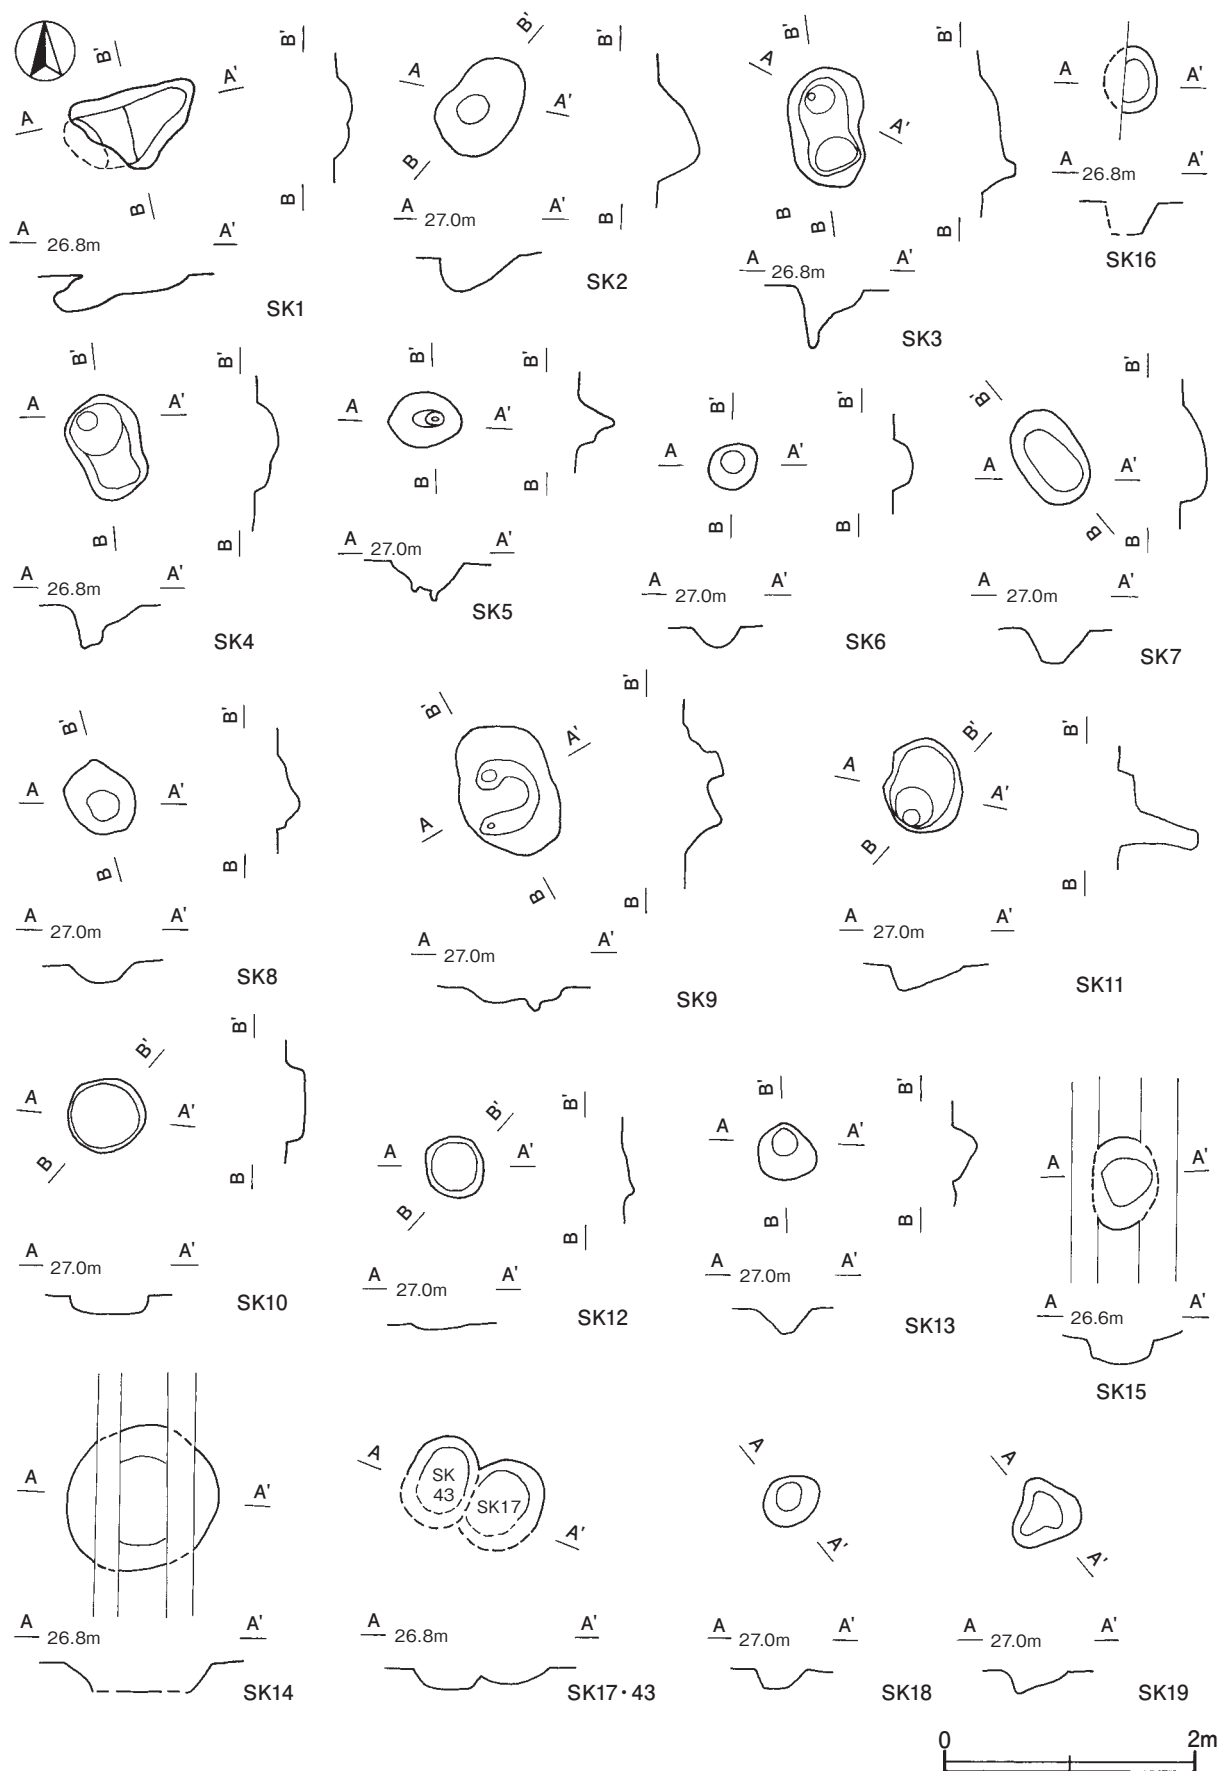 B'
A
A'
B
B'
B
A 26.8m A'
SK1
B'
A
A'
B
B'
B
A 27.0m A'
SK2
B'
A
A'
B
B
B'
B
A 26.8m A'
SK3
A A'
A 26.8m A'
SK16
B'
A A'
B
B'
B
A 26.8m A'
SK4
B'
A A'
B
B'
B
A 27.0m A'
SK5
B'
A A'
B
B'
B
A 27.0m A'
SK6
B'
A A'
B
B'
B
A 27.0m A'
SK7
B'
A A'
B
B'
B
A 27.0m A'
SK8
B'
A'
A
B
B'
B
A 27.0m A'
SK9
B'
A
A'
B
B'
B
A 27.0m A'
SK11
B'
A A'
B
B'
B
A 27.0m A'
SK10
B'
A A'
B
B'
B
A 27.0m A'
SK12
B'
A A'
B
B'
B
A 27.0m A'
SK13
A A'
A 26.6m A'
SK15
A A'
A 26.8m A'
SK14
A
SK
43
SK17
A'
A 26.8m A'
SK17・43
A
A'
A 27.0m A'
SK18
A
A'
A 27.0m A'
SK19
0 2m